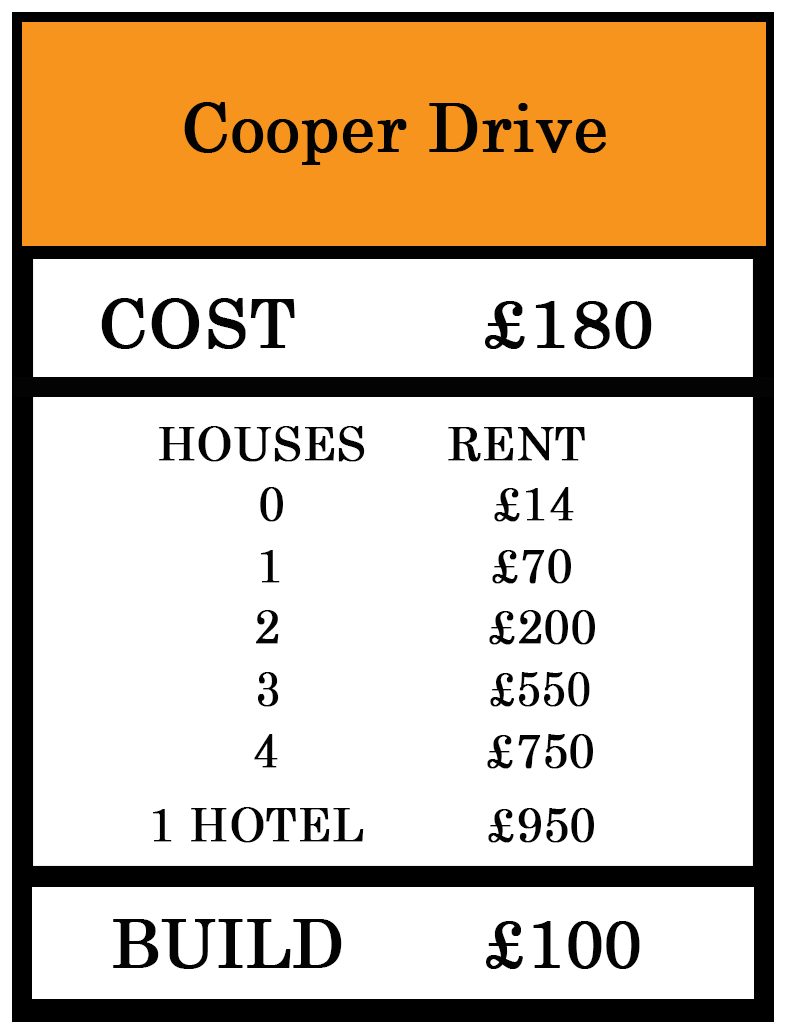 Cooper Drive
COST £180
HOUSES RENT
0 £14
1 £70
2 £200
3 £550
4 £750
1 HOTEL £950
BUILD £100